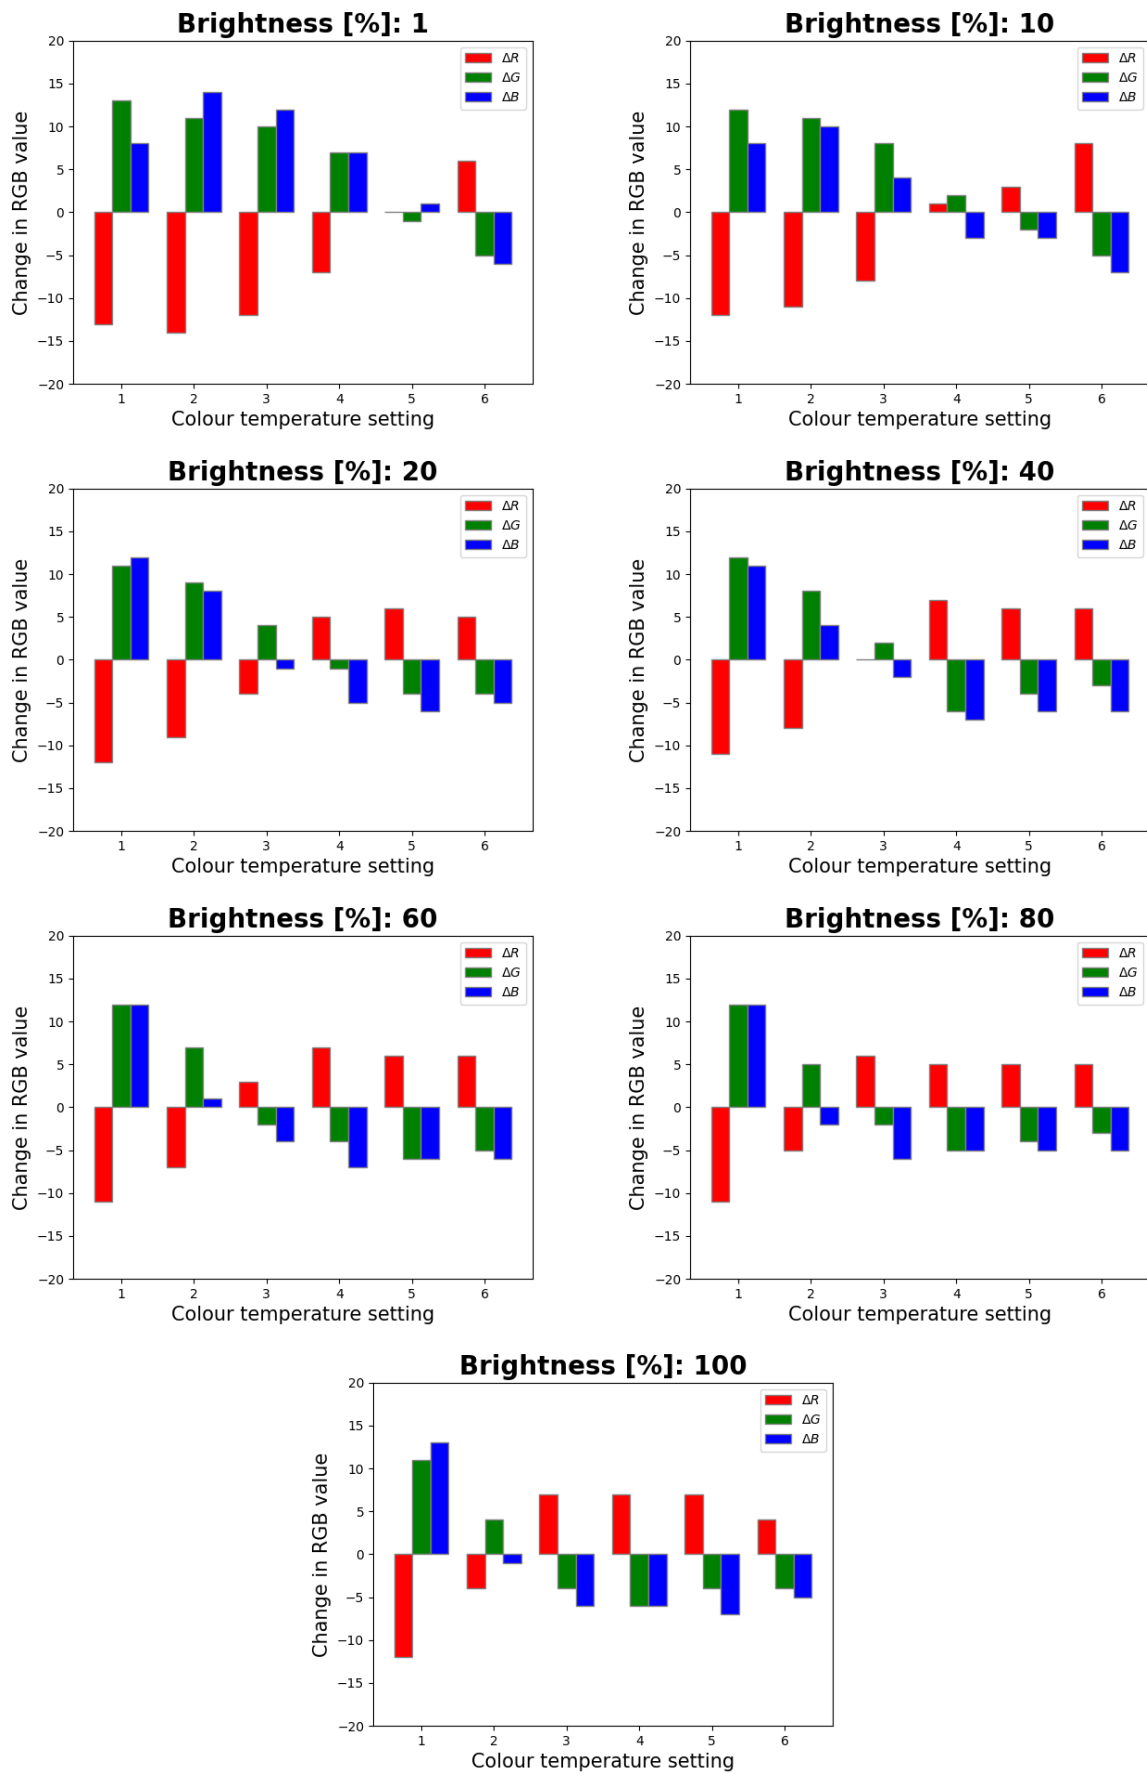 Brightness [%]: 1
Change in RGB value
20
15
10
5
0
−5
−10
−15
−20
ΔR
ΔG
ΔB
1 2 3 4 5 6
Colour temperature setting
Brightness [%]: 10
Change in RGB value
20
15
10
5
0
−5
−10
−15
−20
ΔR
ΔG
ΔB
1 2 3 4 5 6
Colour temperature setting
Brightness [%]: 20
Change in RGB value
20
15
10
5
0
−5
−10
−15
−20
ΔR
ΔG
ΔB
1 2 3 4 5 6
Colour temperature setting
Brightness [%]: 40
Change in RGB value
20
15
10
5
0
−5
−10
−15
−20
ΔR
ΔG
ΔB
1 2 3 4 5 6
Colour temperature setting
Brightness [%]: 60
Change in RGB value
20
15
10
5
0
−5
−10
−15
−20
ΔR
ΔG
ΔB
1 2 3 4 5 6
Colour temperature setting
Brightness [%]: 80
Change in RGB value
20
15
10
5
0
−5
−10
−15
−20
ΔR
ΔG
ΔB
1 2 3 4 5 6
Colour temperature setting
Brightness [%]: 100
Change in RGB value
20
15
10
5
0
−5
−10
−15
−20
ΔR
ΔG
ΔB
1 2 3 4 5 6
Colour temperature setting